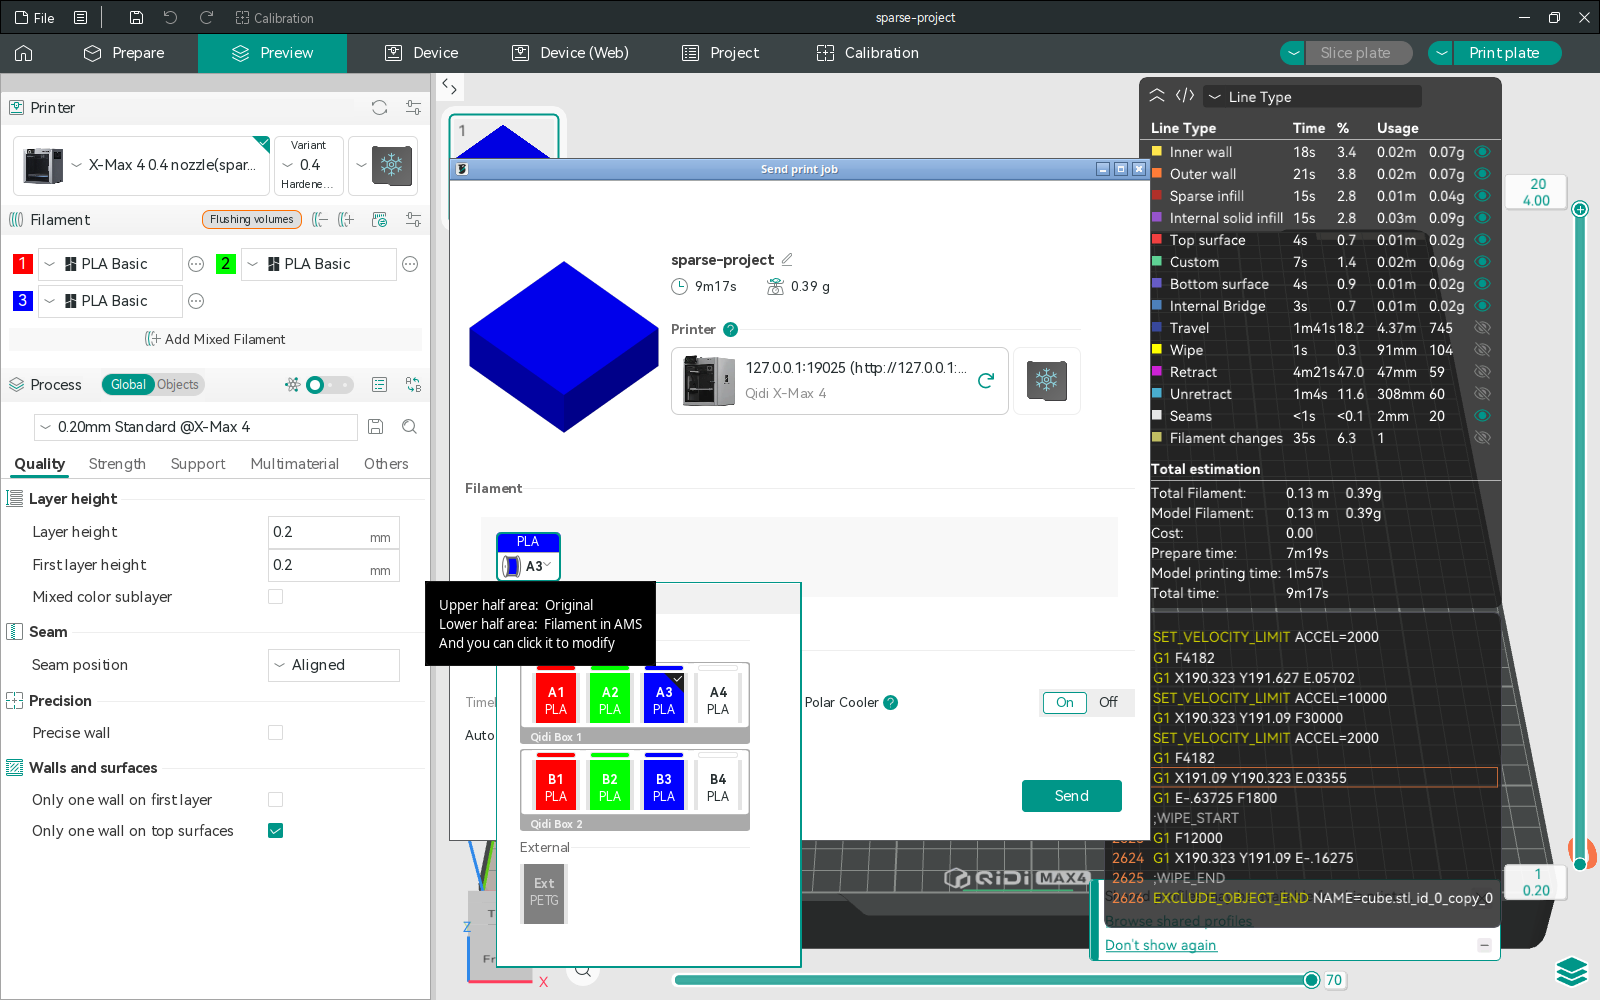 File
Calibration
sparse-project
Prepare
Preview
Device
Device (Web)
Project
Calibration
Slice plate
Print plate
Printer
X-Max 4 0.4 nozzle(spar...
Variant
0.4
Hardene...
Filament
Flushing volumes
1 PLA Basic
2 PLA Basic
3 PLA Basic
Add Mixed Filament
Process
Global
Objects
0.20mm Standard @X-Max 4
Quality
Strength
Support
Multimaterial
Others
Layer height
Layer height 0.2 mm
First layer height 0.2 mm
Mixed color sublayer
Seam
Seam position Aligned
Precision
Precise wall
Walls and surfaces
Only one wall on first layer
Only one wall on top surfaces
1
Send print job
sparse-project
9m17s 0.39 g
Printer ?
127.0.0.1:19025 (http://127.0.0.1:...
Qidi X-Max 4
Filament
PLA
A3
Upper half area: Original
Lower half area: Filament in AMS
And you can click it to modify
A1 PLA
A2 PLA
A3 PLA
A4 PLA
Qidi Box 1
B1 PLA
B2 PLA
B3 PLA
B4 PLA
Qidi Box 2
External
Ext
PETG
Auto
Polar Cooler ?
On
Off
Send
Line Type
Line Type Time % Usage
Inner wall 18s 3.4 0.02m 0.07g
Outer wall 21s 3.8 0.02m 0.07g
Sparse infill 15s 2.8 0.01m 0.04g
Internal solid infill 15s 2.8 0.03m 0.09g
Top surface 4s 0.7 0.01m 0.02g
Custom 7s 1.4 0.02m 0.06g
Bottom surface 4s 0.9 0.01m 0.02g
Internal Bridge 3s 0.7 0.01m 0.02g
Travel 1m41s 18.2 4.37m 745
Wipe 1s 0.3 91mm 104
Retract 4m21s 47.0 47mm 59
Unretract 1m4s 11.6 308mm 60
Seams <1s <0.1 2mm 20
Filament changes 35s 6.3 1
Total estimation
Total Filament: 0.13 m 0.39g
Model Filament: 0.13 m 0.39g
Cost: 0.00
Prepare time: 7m19s
Model printing time: 1m57s
Total time: 9m17s
SET_VELOCITY_LIMIT ACCEL=2000
G1 F4182
G1 X190.323 Y191.627 E.05702
SET_VELOCITY_LIMIT ACCEL=10000
G1 X190.323 Y191.09 F30000
SET_VELOCITY_LIMIT ACCEL=2000
G1 F4182
G1 X191.09 Y190.323 E.03355
G1 E-.63725 F1800
;WIPE_START
G1 F12000
2624 G1 X190.323 Y191.09 E-.16275
2625 ;WIPE_END
2626 EXCLUDE_OBJECT_END NAME=cube.stl_id_0_copy_0
Browse shared profiles
Don't show again
QIDI MAX4
20
4.00
1
0.20
70
Z
X